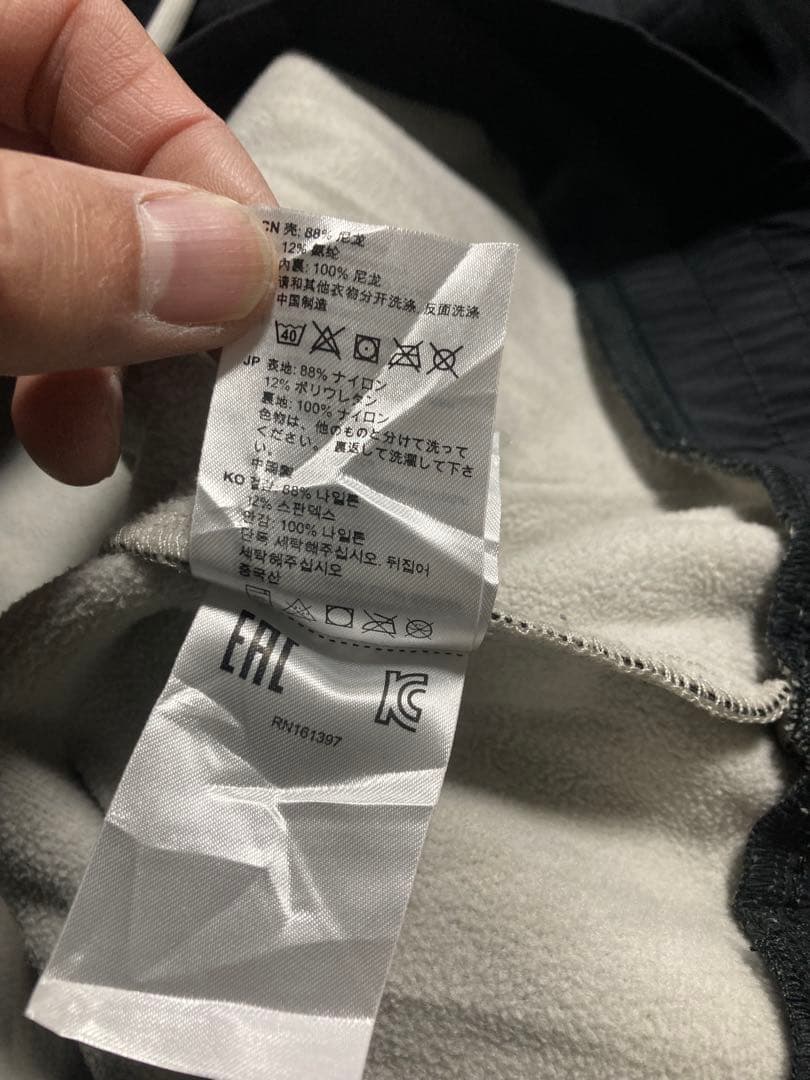 CN 壳: 88% 尼龙
12% 氨纶
内裏: 100% 尼龙
请和其他衣物分开洗涤, 反面洗涤
中国制造
40
JP 表地: 88% ナイロン
12% ポリウレタン
裏地: 100% ナイロン
色物は、他のものと分けて洗って
ください。裏返して洗濯して下さ
い。
中国製
KO 겉감: 88% 나일론
12% 스판덱스
안감: 100% 나일론
단독 세탁해주십시오. 뒤집어
세탁해주십시오
중국산
EAC
KC
RN161397